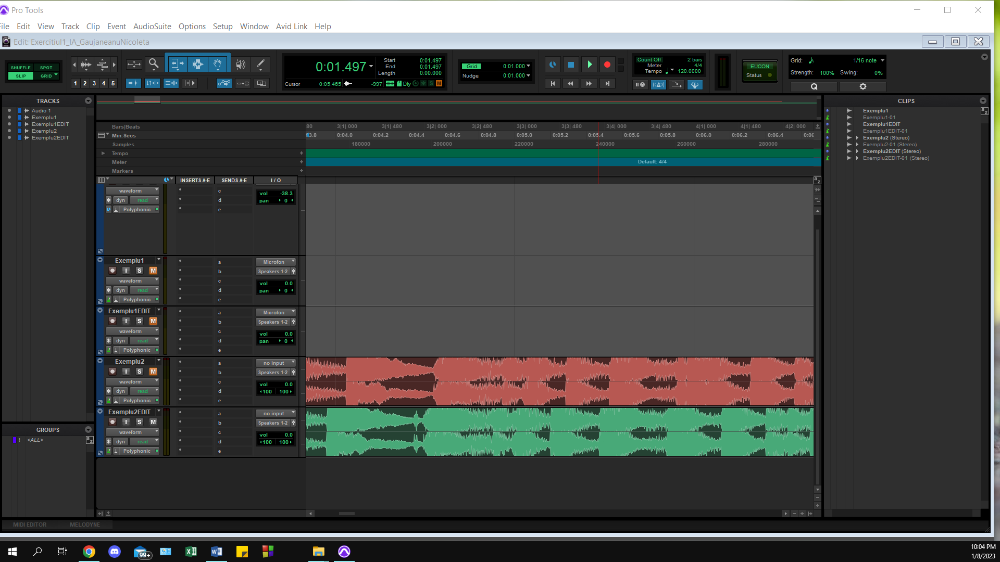 Pro Tools
File Edit View Track Clip Event AudioSuite Options Setup Window Avid Link Help
Edit: Exercitiul1_IA_GaujaneanuNicoleta
SHUFFLE SPOT
SLIP GRID
1 2 3 4 5
0:01.497
Start 0:01.497
End 0:01.497
Length 0:00.000
Cursor 0:05.465 -997 Dly S M
Grid 0:01.000
Nudge 0:01.000
Count Off 2 bars
Meter 4/4
Tempo 120.0000
EUCON
Status
Grid: 1/16 note
Strength: 100% Swing: 0%
Q
TRACKS
Audio 1
Exemplu1
Exemplu1EDIT
Exemplu2
Exemplu2EDIT
GROUPS
! <ALL>
a z
Bars|Beats 80 3|1| 000 3|1| 480 3|2| 000 3|2| 480 3|3| 000 3|3| 480 3|4| 000 3|4| 480 4|1| 000 4|1| 480 4|2| 000
Min:Secs 63.8 0:04.0 0:04.2 0:04.4 0:04.6 0:04.8 0:05.0 0:05.2 0:05.4 0:05.6 0:05.8 0:06.0 0:06.2 0:06.4 0:06
Samples 180000 200000 220000 240000 260000 280000
Tempo
Meter Default: 4/4
Markers
INSERTS A-E SENDS A-E I / O
waveform c vol -38.3
dyn read d pan 0
Polyphonic e
Exemplu1 a Microfon
I S M b Speakers 1-2
waveform c vol 0.0
dyn read d pan 0
Polyphonic e
Exemplu1EDIT a Microfon
I S M b Speakers 1-2
waveform c vol 0.0
dyn read d pan 0
Polyphonic e
Exemplu2 a no input
I S M b Speakers 1-2
waveform c vol 0.0
dyn read d 100 100
Polyphonic e
Exemplu2EDIT a no input
I S M b Speakers 1-2
waveform c vol 0.0
dyn read d 100 100
Polyphonic e
CLIPS
Exemplu1
Exemplu1-01
Exemplu1EDIT
Exemplu1EDIT-01
Exemplu2 (Stereo)
Exemplu2-01 (Stereo)
Exemplu2EDIT (Stereo)
Exemplu2EDIT-01 (Stereo)
MIDI EDITOR MELODYNE
99+
10:04 PM
1/8/2023